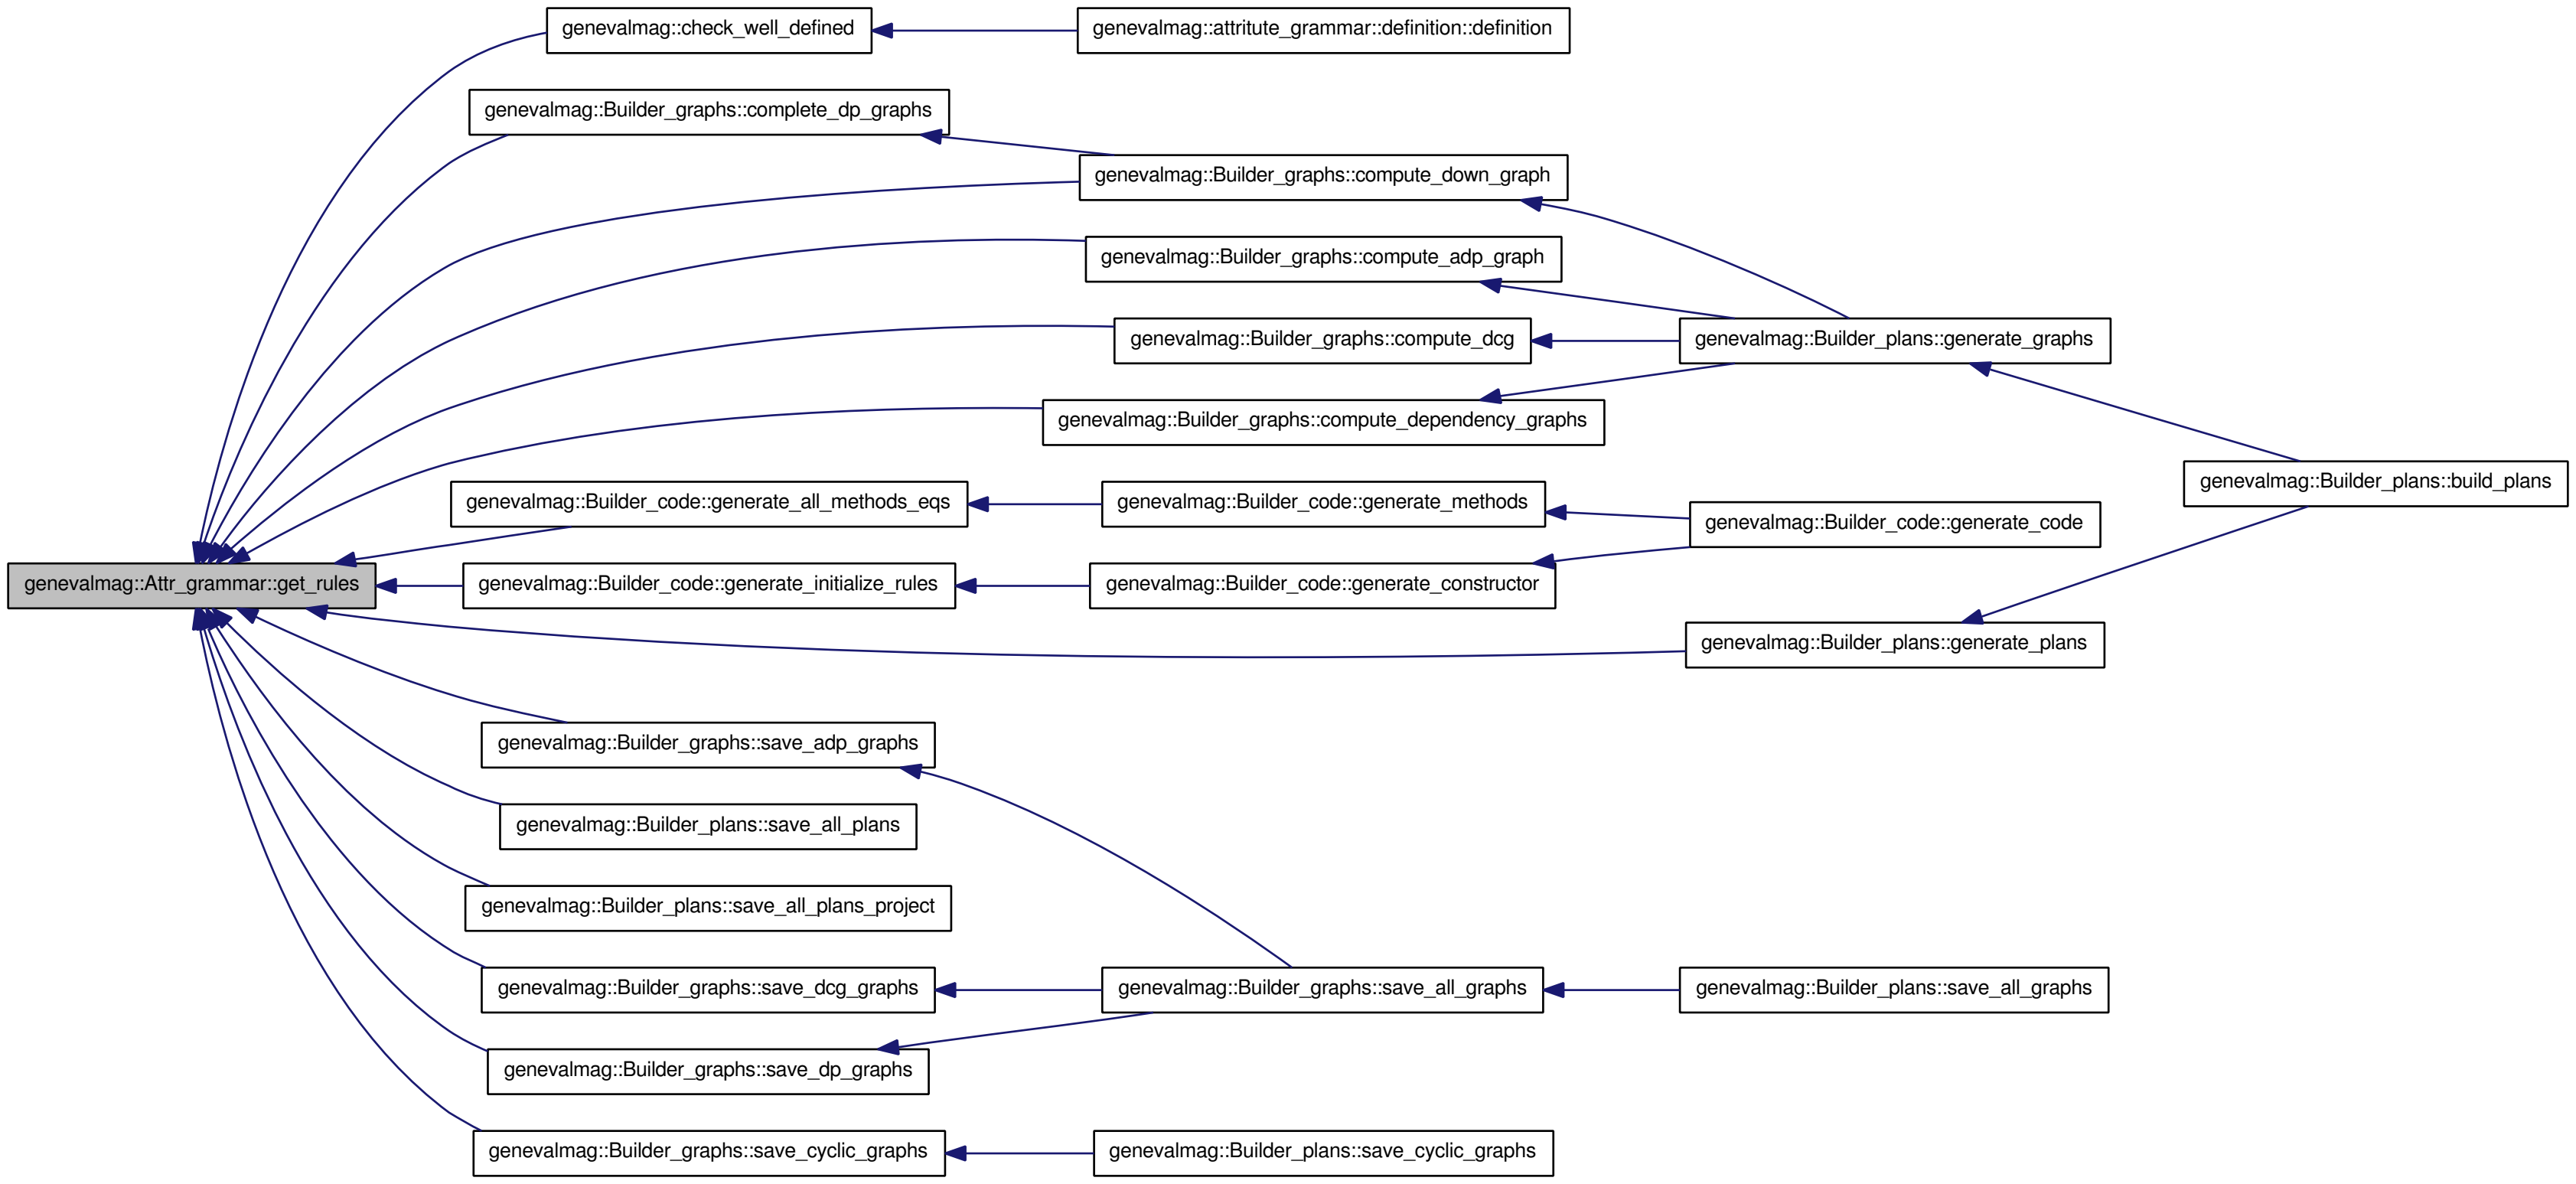 genevalmag::check_well_defined
genevalmag::attritute_grammar::definition::definition
genevalmag::Builder_graphs::complete_dp_graphs
genevalmag::Builder_graphs::compute_down_graph
genevalmag::Builder_graphs::compute_adp_graph
genevalmag::Builder_graphs::compute_dcg
genevalmag::Builder_plans::generate_graphs
genevalmag::Builder_graphs::compute_dependency_graphs
genevalmag::Builder_plans::build_plans
genevalmag::Builder_code::generate_all_methods_eqs
genevalmag::Builder_code::generate_methods
genevalmag::Builder_code::generate_code
genevalmag::Attr_grammar::get_rules
genevalmag::Builder_code::generate_initialize_rules
genevalmag::Builder_code::generate_constructor
genevalmag::Builder_plans::generate_plans
genevalmag::Builder_graphs::save_adp_graphs
genevalmag::Builder_plans::save_all_plans
genevalmag::Builder_plans::save_all_plans_project
genevalmag::Builder_graphs::save_dcg_graphs
genevalmag::Builder_graphs::save_all_graphs
genevalmag::Builder_plans::save_all_graphs
genevalmag::Builder_graphs::save_dp_graphs
genevalmag::Builder_graphs::save_cyclic_graphs
genevalmag::Builder_plans::save_cyclic_graphs